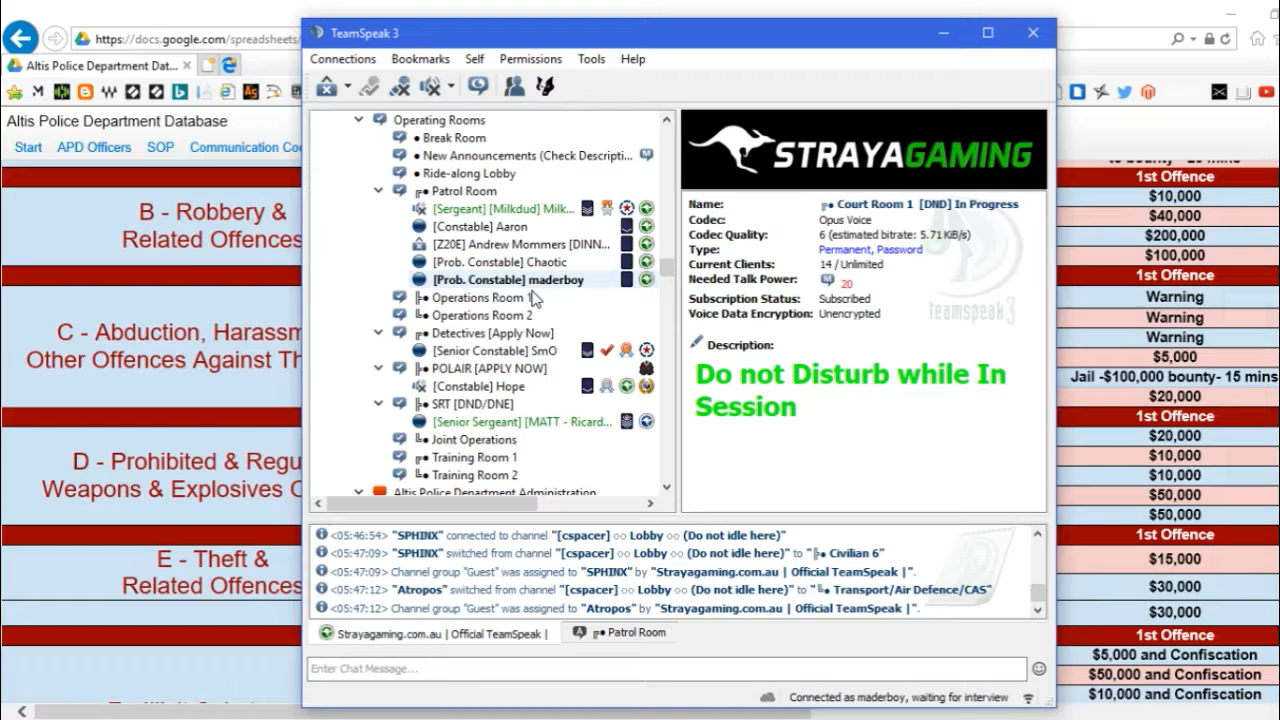 TeamSpeak 3
https://docs.google.com/spreadsheets/
Connections Bookmarks Self Permissions Tools Help
Altis Police Department Dat...
Altis Police Department Database
Start APD Officers SOP Communication Co
B - Robbery &
Related Offences
C - Abduction, Harassm
Other Offences Against Th
D - Prohibited & Regu
Weapons & Explosives O
E - Theft &
Related Offences
Operating Rooms
Break Room
New Announcements (Check Descripti...
Ride-along Lobby
Patrol Room
[Sergeant] [Milkdud] Milk...
[Constable] Aaron
[Z20E] Andrew Mommers [DINN...
[Prob. Constable] Chaotic
[Prob. Constable] maderboy
Operations Room 1
Operations Room 2
Detectives [Apply Now]
[Senior Constable] SmO
POLAIR [APPLY NOW]
[Constable] Hope
SRT [DND/DNE]
[Senior Sergeant] [MATT - Ricard...
Joint Operations
Training Room 1
Training Room 2
Altis Police Department Administration
STRAYAGAMING
Name: Court Room 1 [DND] In Progress
Codec: Opus Voice
Codec Quality: 6 (estimated bitrate: 5.71 KiB/s)
Type: Permanent, Password
Current Clients: 14 / Unlimited
Needed Talk Power: 20
Subscription Status: Subscribed
Voice Data Encryption: Unencrypted
teamspeak3
Description:
Do not Disturb while In
Session
<05:46:54> "SPHINX" connected to channel "[cspacer] ○○ Lobby ○○ (Do not idle here)"
<05:47:09> "SPHINX" switched from channel "[cspacer] ○○ Lobby ○○ (Do not idle here)" to "╠● Civilian 6"
<05:47:09> Channel group "Guest" was assigned to "SPHINX" by "Strayagaming.com.au | Official TeamSpeak |".
<05:47:12> "Atropos" switched from channel "[cspacer] ○○ Lobby ○○ (Do not idle here)" to "╚● Transport/Air Defence/CAS"
<05:47:12> Channel group "Guest" was assigned to "Atropos" by "Strayagaming.com.au | Official TeamSpeak |".
Strayagaming.com.au | Official TeamSpeak |
╔● Patrol Room
Enter Chat Message...
Connected as maderboy, waiting for interview
to bounty- 20 mins
1st Offence
$10,000
$40,000
$200,000
$100,000
1st Offence
Warning
Warning
Warning
$5,000
Jail -$100,000 bounty- 15 mins
$20,000
1st Offence
$20,000
$10,000
$10,000
$50,000
$50,000
1st Offence
$15,000
$30,000
$30,000
1st Offence
$5,000 and Confiscation
$50,000 and Confiscation
$10,000 and Confiscation